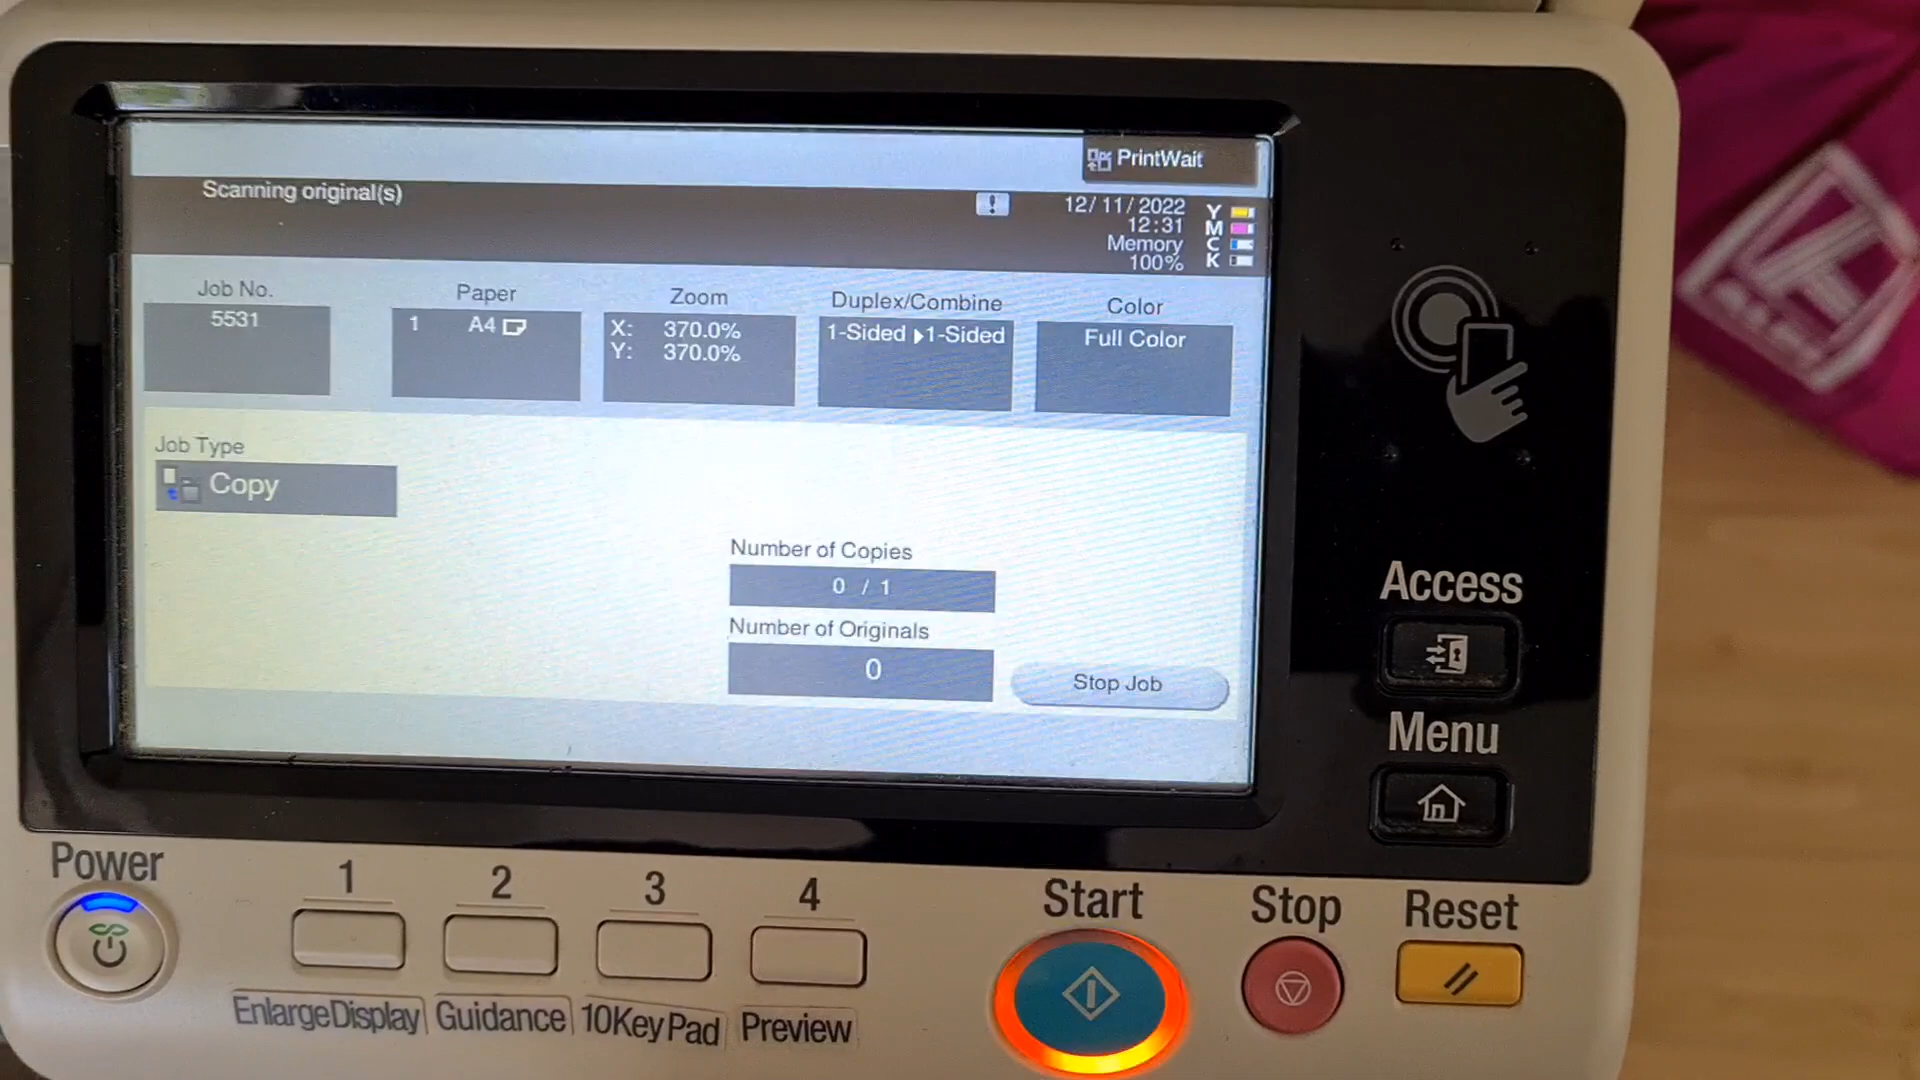 PrintWait
Scanning original(s)
!
12/11/2022
12:31
Memory
100%
Y
M
C
K
Job No.
5531
Paper
1 A4
Zoom
X: 370.0%
Y: 370.0%
Duplex/Combine
1-Sided ▶1-Sided
Color
Full Color
Job Type
Copy
Number of Copies
0 / 1
Number of Originals
0
Stop Job
Access
Menu
Power
1
2
3
4
Start
Stop
Reset
EnlargeDisplay
Guidance
10KeyPad
Preview